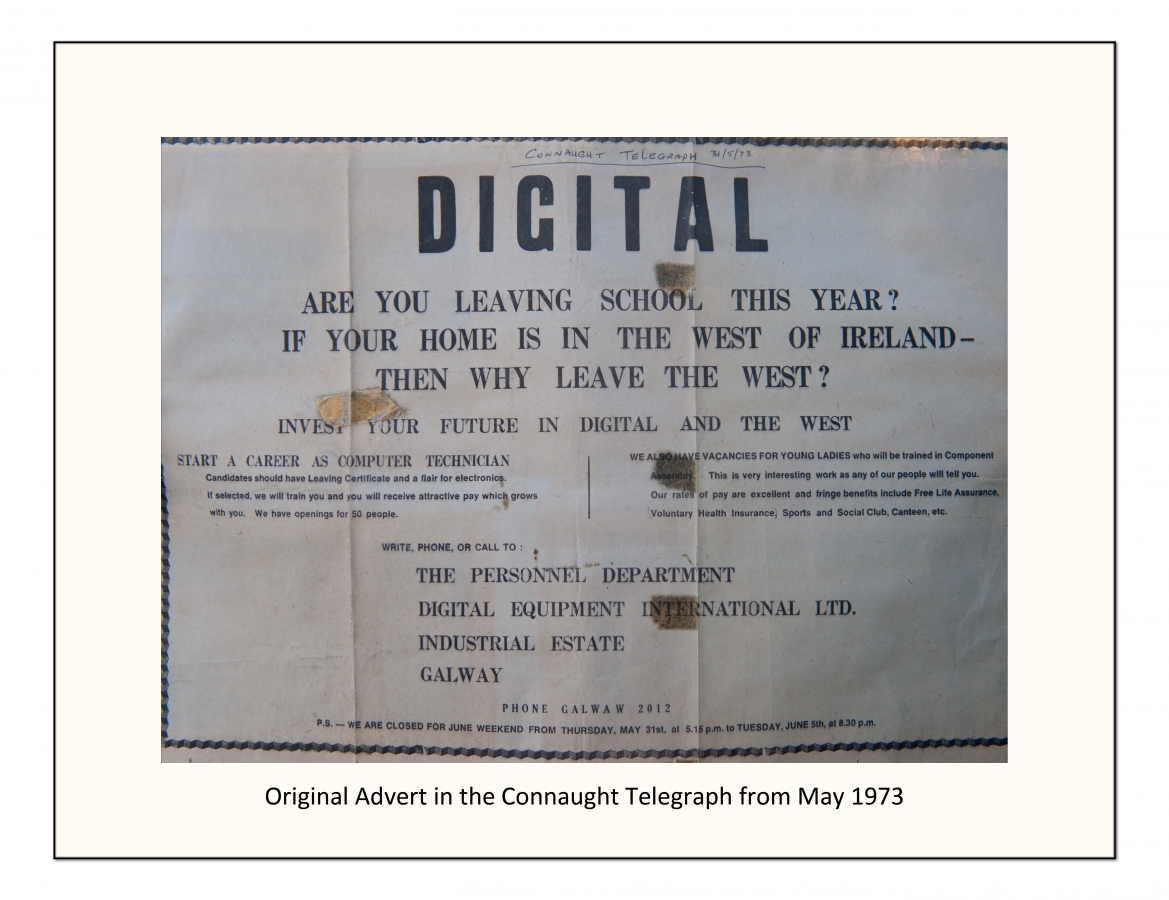 CONNAUGHT TELEGRAPH 31/5/73
DIGITAL
ARE YOU LEAVING SCHOOL THIS YEAR?
IF YOUR HOME IS IN THE WEST OF IRELAND–
THEN WHY LEAVE THE WEST?
INVEST YOUR FUTURE IN DIGITAL AND THE WEST
START A CAREER AS COMPUTER TECHNICIAN
Candidates should have Leaving Certificate and a flair for electronics.
If selected, we will train you and you will receive attractive pay which grows
with you. We have openings for 50 people.
WE ALSO HAVE VACANCIES FOR YOUNG LADIES who will be trained in Component
Assembly. This is very interesting work as any of our people will tell you.
Our rates of pay are excellent and fringe benefits include Free Life Assurance,
Voluntary Health Insurance, Sports and Social Club, Canteen, etc.
WRITE, PHONE, OR CALL TO :
THE PERSONNEL DEPARTMENT
DIGITAL EQUIPMENT INTERNATIONAL LTD.
INDUSTRIAL ESTATE
GALWAY
PHONE GALWAW 2012
P.S. — WE ARE CLOSED FOR JUNE WEEKEND FROM THURSDAY, MAY 31st, at 5.15 p.m. to TUESDAY, JUNE 5th, at 8.30 p.m.
Original Advert in the Connaught Telegraph from May 1973